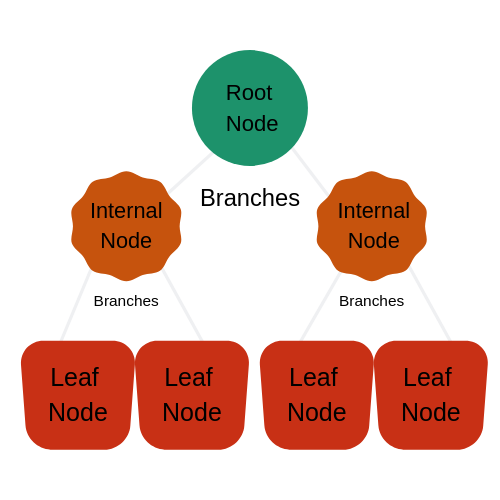 Root
Node
Branches
Internal
Node
Internal
Node
Branches
Branches
Leaf
Node
Leaf
Node
Leaf
Node
Leaf
Node